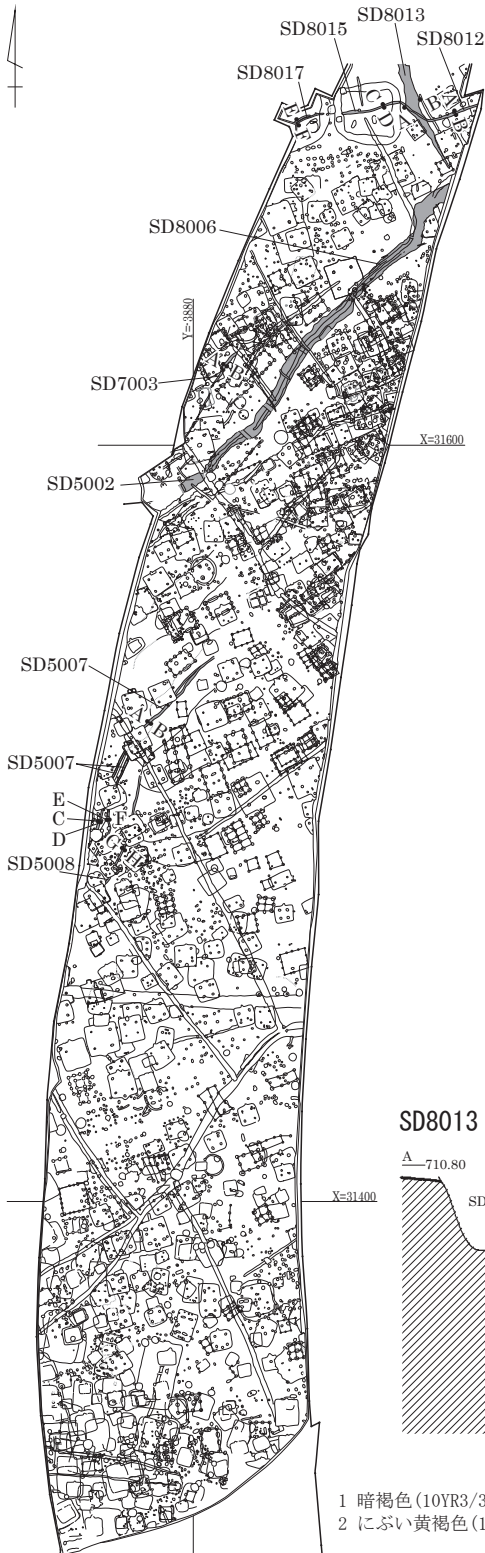 SD8013
SD8015
SD8012
SD8017
A
B
B
C
D
E
F
SD8006
Y=-3880
A
B
SD7003
X=31600
SD5002
SD5007
A
B
SD5007
E
C
F
D
G
H
SD5008
SD8013
A
710.80
SD
X=31400
1 暗褐色(10YR3/3
2 にぶい黄褐色(1